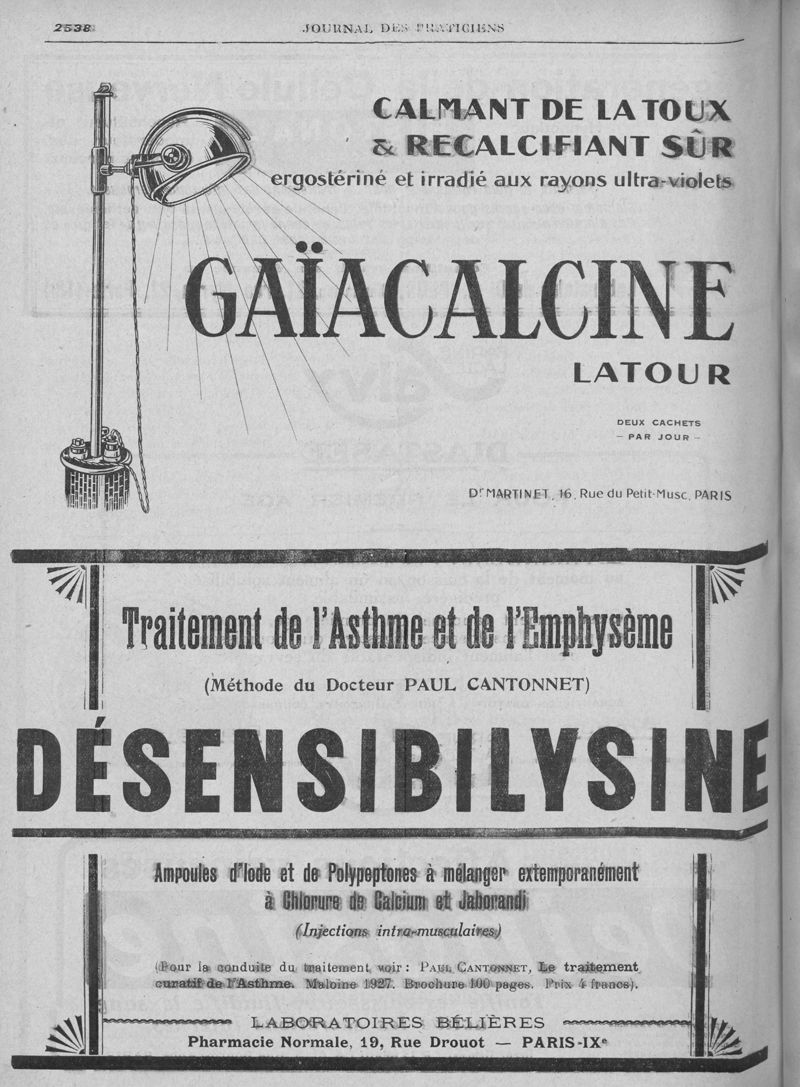 2538
JOURNAL DES PRATICIENS
CALMANT DE LA TOUX
& RECALCIFIANT SÛR
ergostériné et irradié aux rayons ultra-violets
GAÏACALCINE
LATOUR
DEUX CACHETS
— PAR JOUR —
Dr MARTINET, 16, Rue du Petit-Musc, PARIS
Traitement de l'Asthme et de l'Emphysème
(Méthode du Docteur PAUL CANTONNET)
DÉSENSIBILYSINE
Ampoules d'Iode et de Polypeptones à mélanger extemporanément
à Chlorure de Calcium et Jaborandi
(Injections intra-musculaires)
(Pour la conduite du traitement voir : PAUL CANTONNET, Le traitement
curatif de l'Asthme. Maloine 1927. Brochure 100 pages. Prix 4 francs).
LABORATOIRES BÉLIÈRES
Pharmacie Normale, 19, Rue Drouot — PARIS-IXe